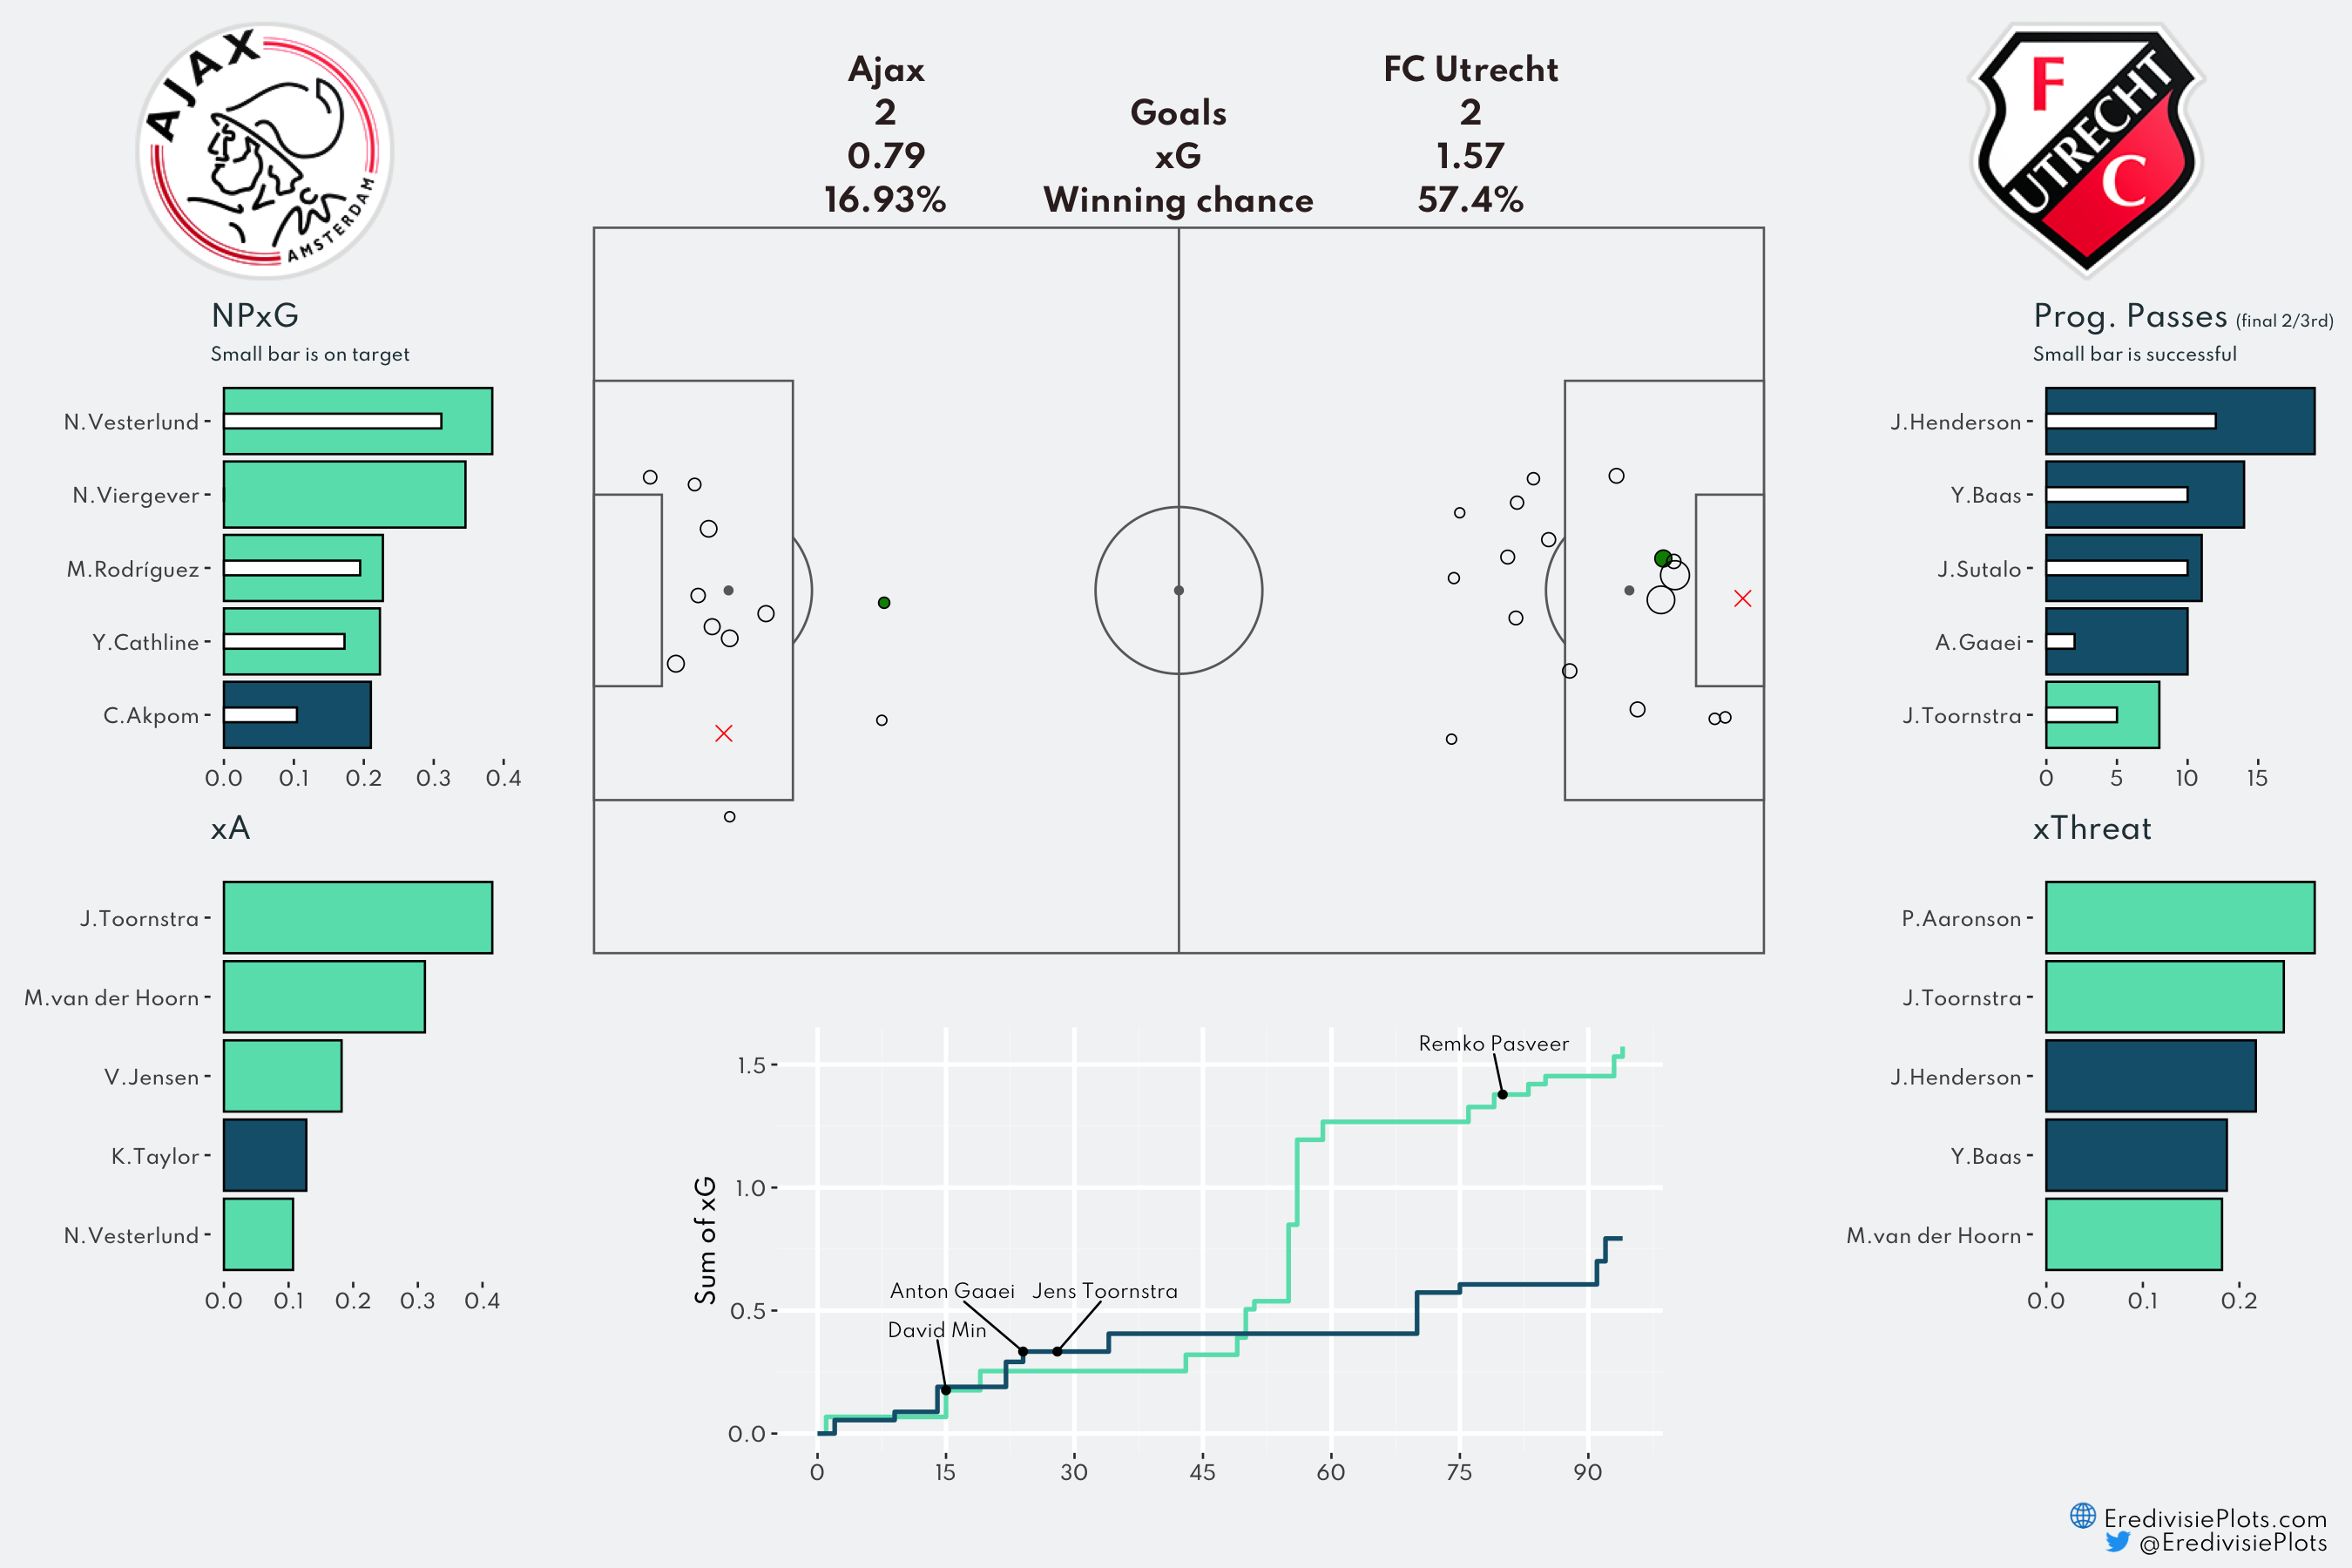 AJAX
AMSTERDAM
Ajax FC Utrecht
2 Goals 2
0.79 xG 1.57
16.93% Winning chance 57.4%
F
UTRECHT
C
NPxG
Small bar is on target
N.Vesterlund
N.Viergever
M.Rodríguez
Y.Cathline
C.Akpom
0.0 0.1 0.2 0.3 0.4
xA
J.Toornstra
M.van der Hoorn
V.Jensen
K.Taylor
N.Vesterlund
0.0 0.1 0.2 0.3 0.4
Sum of xG
1.5
1.0
0.5
0.0
Remko Pasveer
Anton Gaaei Jens Toornstra
David Min
0 15 30 45 60 75 90
Prog. Passes (final 2/3rd)
Small bar is successful
J.Henderson
Y.Baas
J.Sutalo
A.Gaaei
J.Toornstra
0 5 10 15
xThreat
P.Aaronson
J.Toornstra
J.Henderson
Y.Baas
M.van der Hoorn
0.0 0.1 0.2
EredivisiePlots.com
@EredivisiePlots